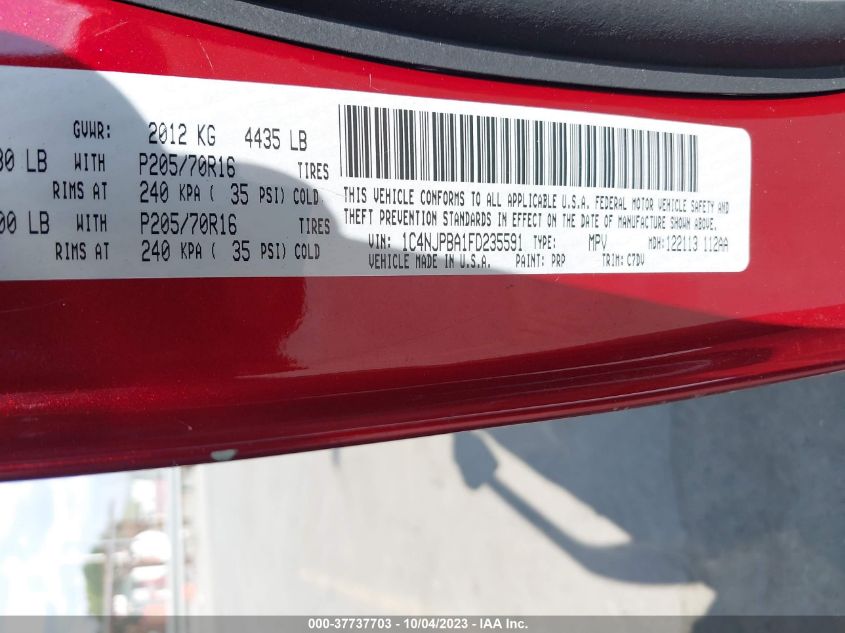 GVWR: 2012 KG 4435 LB
30 LB WITH P205/70R16 TIRES
RIMS AT 240 KPA ( 35 PSI) COLD
00 LB WITH P205/70R16 TIRES
RIMS AT 240 KPA ( 35 PSI) COLD
THIS VEHICLE CONFORMS TO ALL APPLICABLE U.S.A. FEDERAL MOTOR VEHICLE SAFETY AND
THEFT PREVENTION STANDARDS IN EFFECT ON THE DATE OF MANUFACTURE SHOWN ABOVE.
VIN: 1C4NJPBA1FD235591 TYPE: MPV MDH:122113 112AA
VEHICLE MADE IN U.S.A. PAINT: PRP TRIM: C7DV
000-37737703 - 10/04/2023 - IAA Inc.